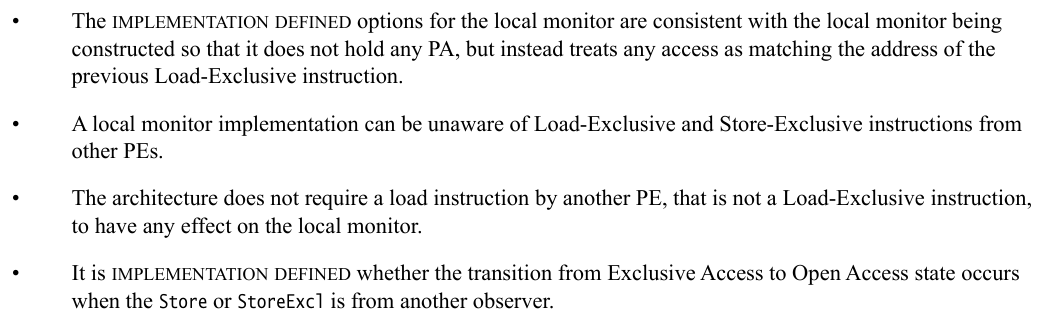 • The IMPLEMENTATION DEFINED options for the local monitor are consistent with the local monitor being
constructed so that it does not hold any PA, but instead treats any access as matching the address of the
previous Load-Exclusive instruction.
• A local monitor implementation can be unaware of Load-Exclusive and Store-Exclusive instructions from
other PEs.
• The architecture does not require a load instruction by another PE, that is not a Load-Exclusive instruction,
to have any effect on the local monitor.
• It is IMPLEMENTATION DEFINED whether the transition from Exclusive Access to Open Access state occurs
when the Store or StoreExcl is from another observer.